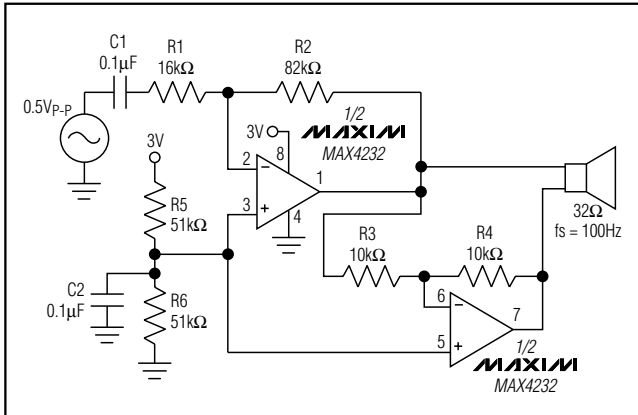 C1
0.1µF
R1
16kΩ
R2
82kΩ
0.5VP-P
3V
1/2
MAXIM
MAX4232
3V
8
2
−
1
3
+
4
R5
51kΩ
R3
10kΩ
R4
10kΩ
32Ω
fs = 100Hz
C2
0.1µF
R6
51kΩ
6
−
7
5
+
1/2
MAXIM
MAX4232